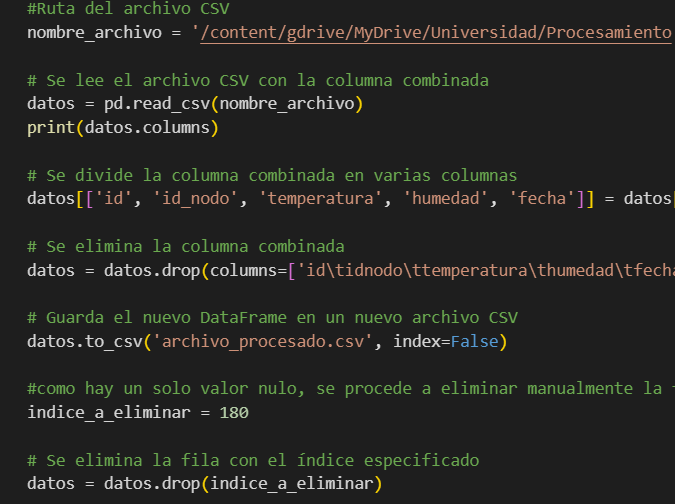 #Ruta del archivo CSV
nombre_archivo = '/content/gdrive/MyDrive/Universidad/Procesamiento
# Se lee el archivo CSV con la columna combinada
datos = pd.read_csv(nombre_archivo)
print(datos.columns)
# Se divide la columna combinada en varias columnas
datos[['id', 'id_nodo', 'temperatura', 'humedad', 'fecha']] = datos[
# Se elimina la columna combinada
datos = datos.drop(columns=['id\tidnodo\ttemperatura\thumedad\tfecha
# Guarda el nuevo DataFrame en un nuevo archivo CSV
datos.to_csv('archivo_procesado.csv', index=False)
#como hay un solo valor nulo, se procede a eliminar manualmente la
indice_a_eliminar = 180
# Se elimina la fila con el índice especificado
datos = datos.drop(indice_a_eliminar)